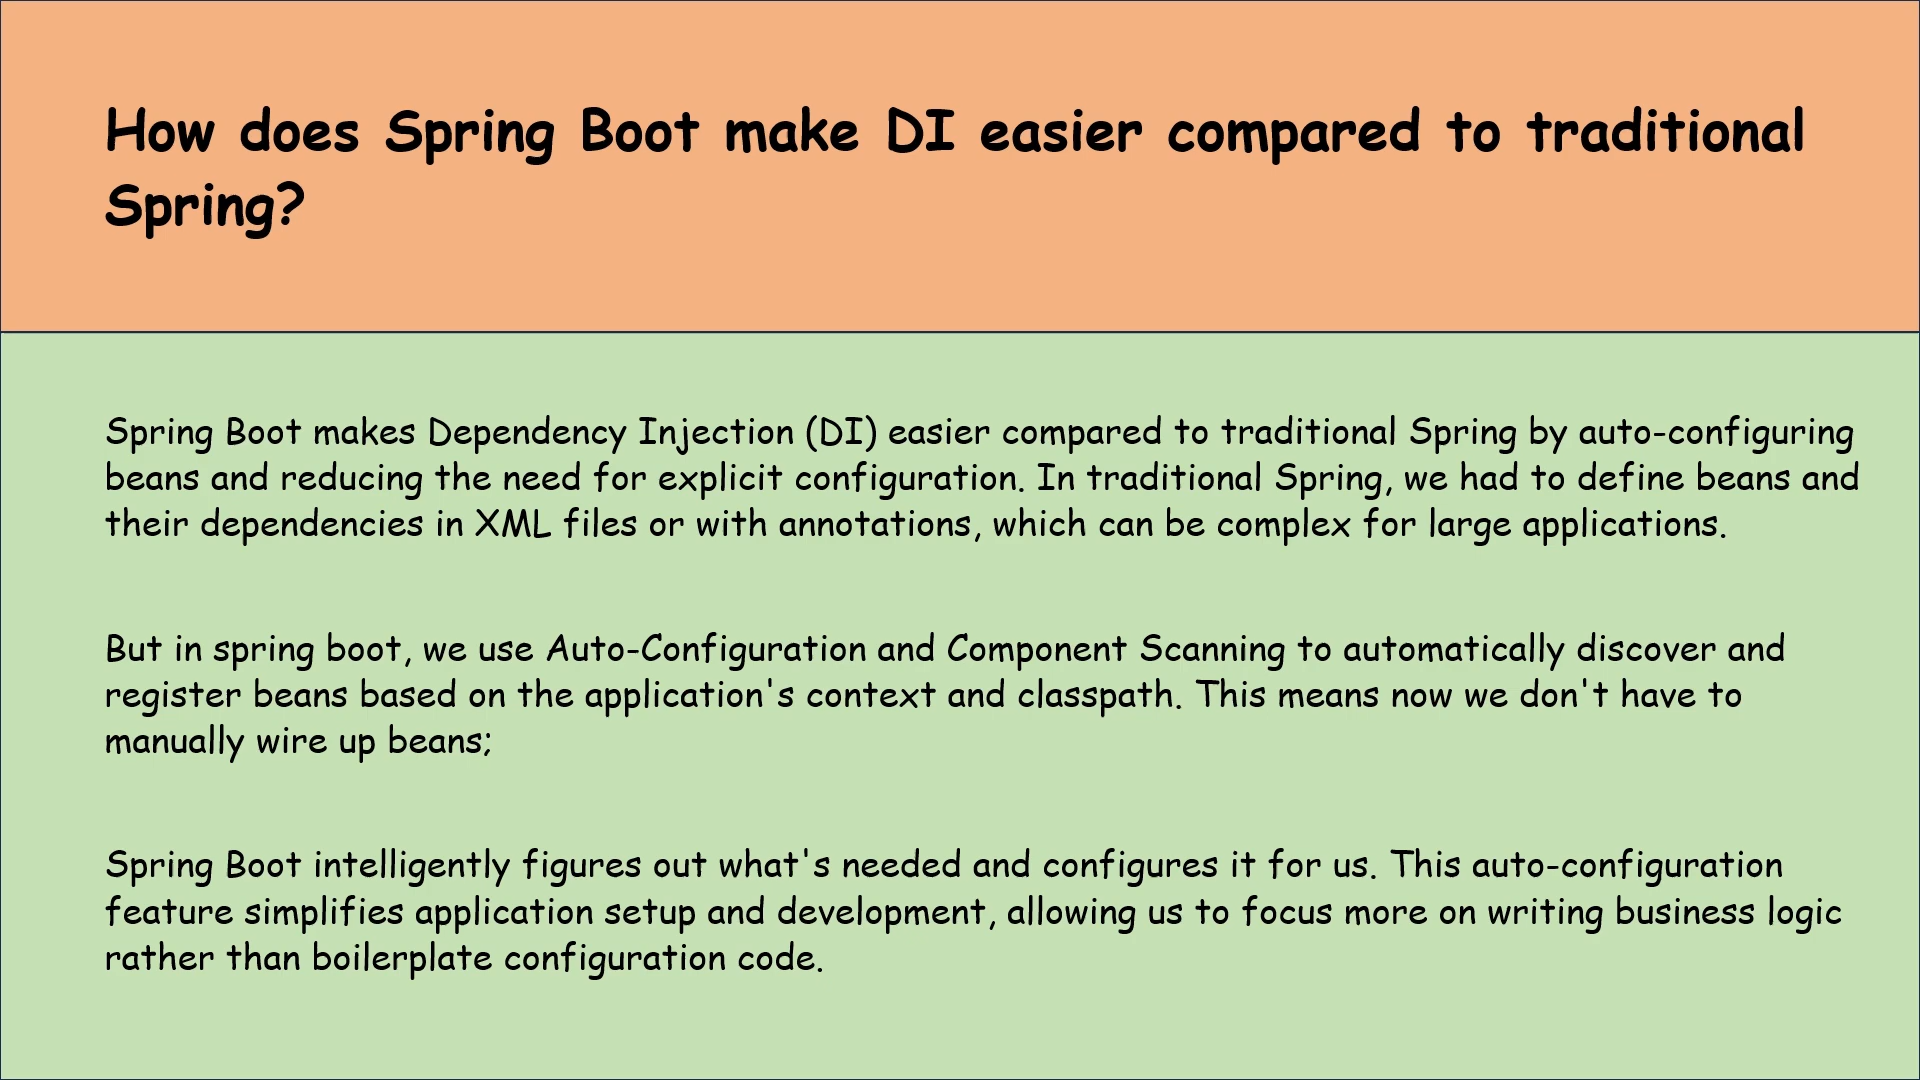 How does Spring Boot make DI easier compared to traditional
Spring?
Spring Boot makes Dependency Injection (DI) easier compared to traditional Spring by auto-configuring
beans and reducing the need for explicit configuration. In traditional Spring, we had to define beans and
their dependencies in XML files or with annotations, which can be complex for large applications.
But in spring boot, we use Auto-Configuration and Component Scanning to automatically discover and
register beans based on the application's context and classpath. This means now we don't have to
manually wire up beans;
Spring Boot intelligently figures out what's needed and configures it for us. This auto-configuration
feature simplifies application setup and development, allowing us to focus more on writing business logic
rather than boilerplate configuration code.